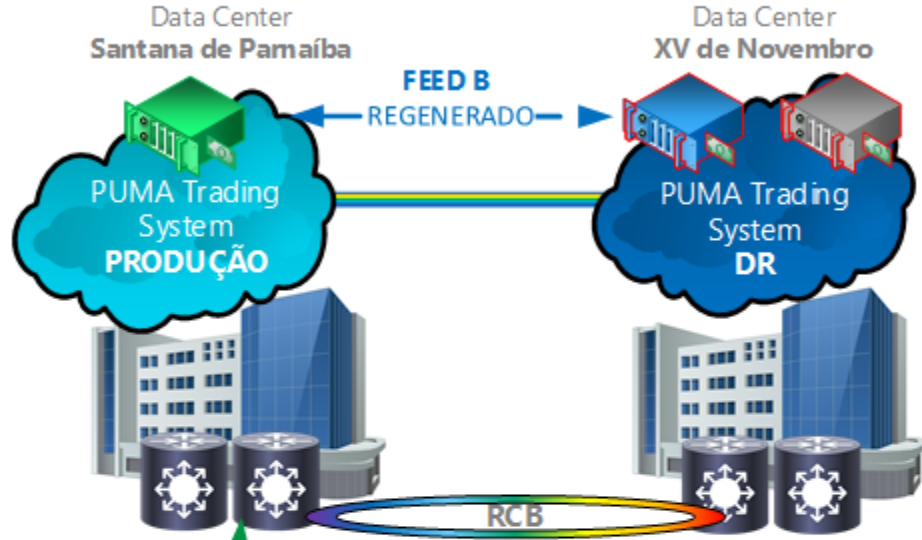 Data Center
Santana de Parnaíba
Data Center
XV de Novembro
FEED B
REGENERADO
PUMA Trading
System
PRODUÇÃO
PUMA Trading
System
DR
RCB